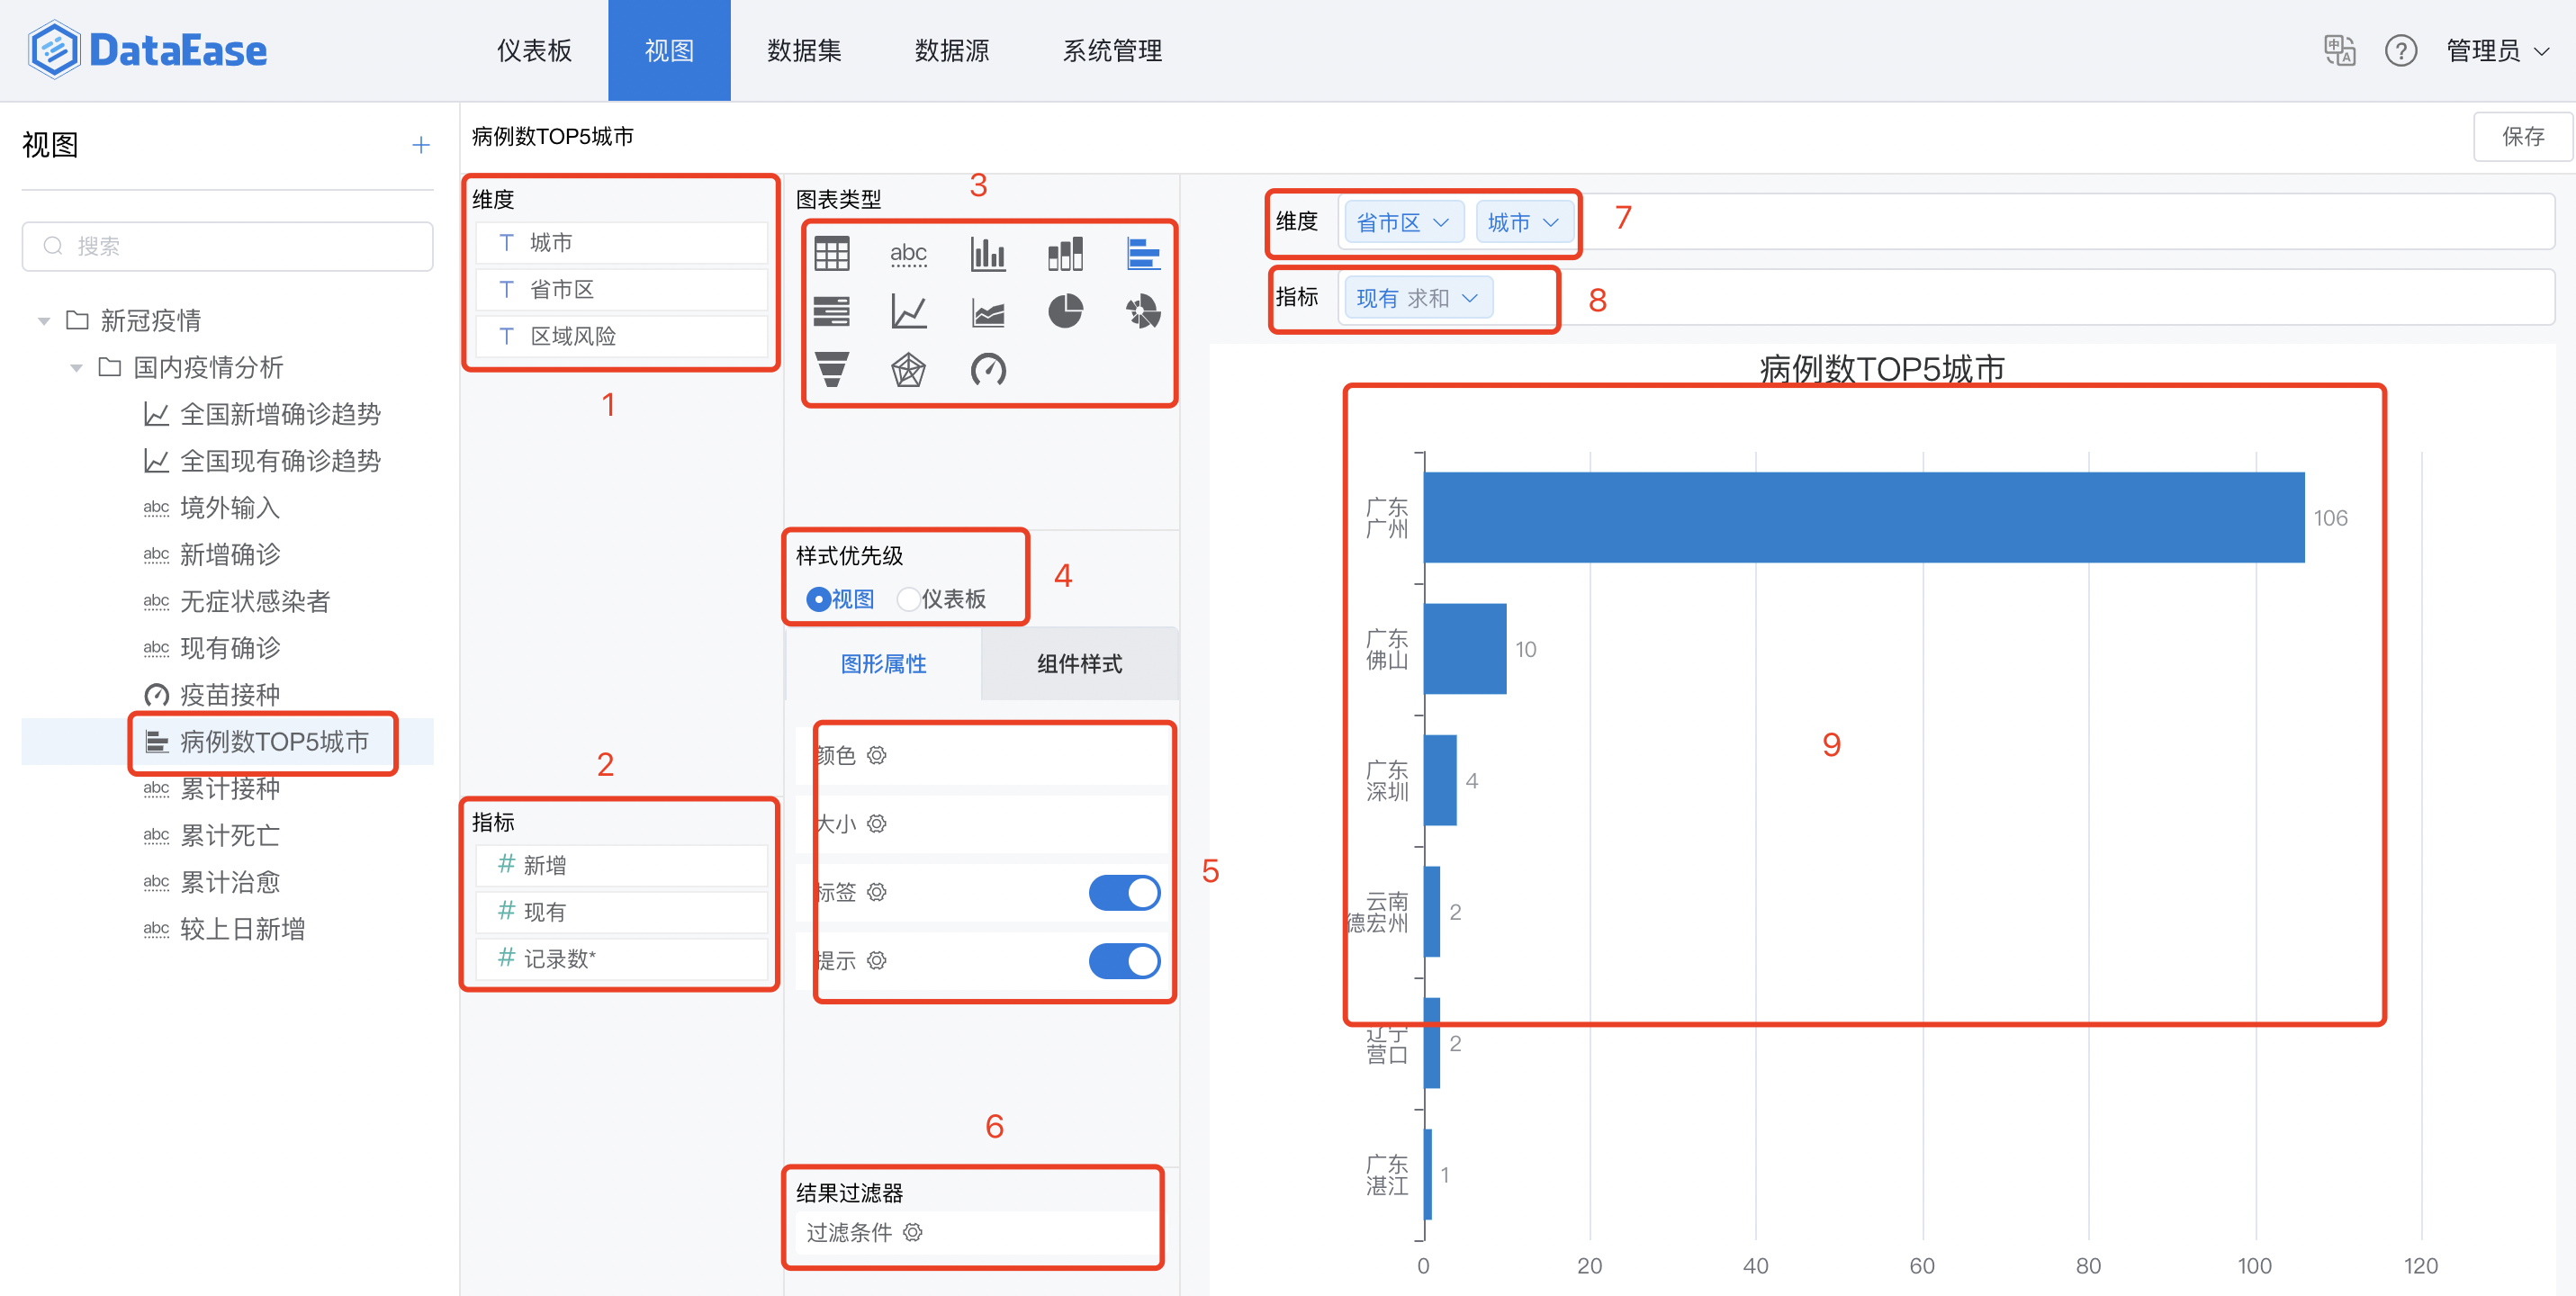 DataEase
仪表板
视图
数据集
数据源
系统管理
管理员
视图
搜索
新冠疫情
国内疫情分析
全国新增确诊趋势
全国现有确诊趋势
abc 境外输入
abc 新增确诊
abc 无症状感染者
abc 现有确诊
疫苗接种
病例数TOP5城市
abc 累计接种
abc 累计死亡
abc 累计治愈
abc 较上日新增
病例数TOP5城市
保存
维度
T 城市
T 省市区
T 区域风险
1
2
指标
# 新增
# 现有
# 记录数*
图表类型
3
abc
样式优先级
视图 仪表板
4
图形属性
组件样式
颜色
大小
标签
提示
5
6
结果过滤器
过滤条件
维度 省市区 城市
7
指标 现有 求和
8
病例数TOP5城市
广东
广州
106
广东
佛山
10
广东
深圳
4
9
云南
德宏州
2
辽宁
营口
2
广东
湛江
1
0 20 40 60 80 100 120